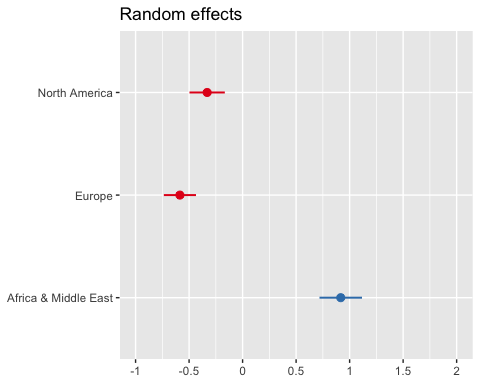 Random effects
North America
Europe
Africa & Middle East
-1 -0.5 0 0.5 1 1.5 2